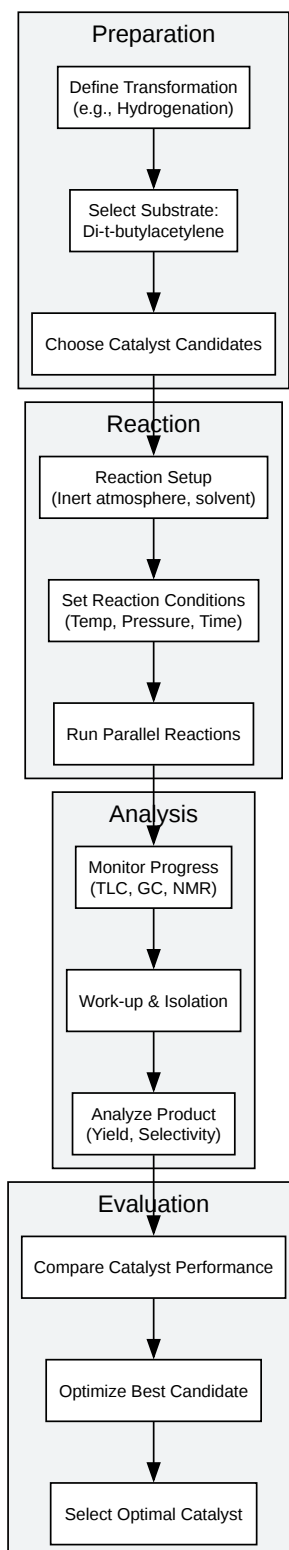 Preparation
Define Transformation
(e.g., Hydrogenation)
Select Substrate:
Di-t-butylacetylene
Choose Catalyst Candidates
Reaction
Reaction Setup
(Inert atmosphere, solvent)
Set Reaction Conditions
(Temp, Pressure, Time)
Run Parallel Reactions
Analysis
Monitor Progress
(TLC, GC, NMR)
Work-up & Isolation
Analyze Product
(Yield, Selectivity)
Evaluation
Compare Catalyst Performance
Optimize Best Candidate
Select Optimal Catalyst